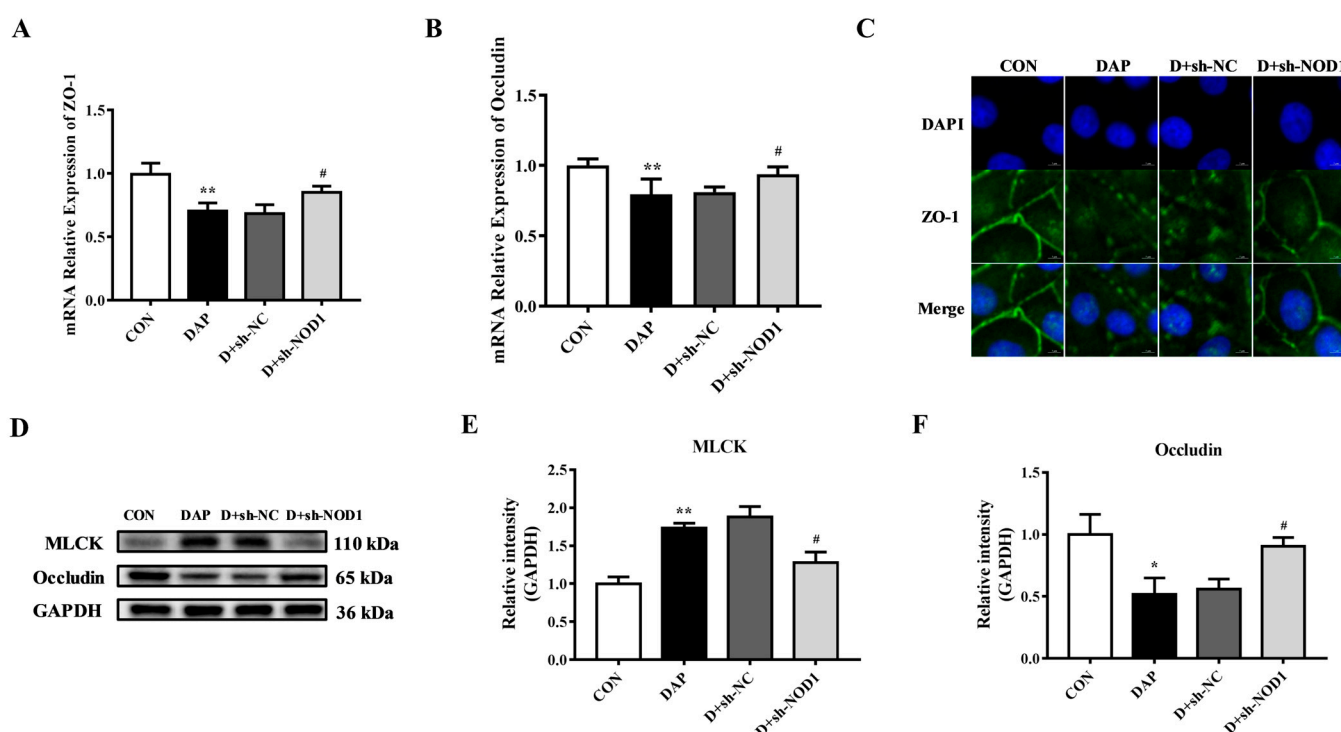 A
mRNA Relative Expression of ZO-1
1.5
1.0
0.5
0.0
**
#
CON
DAP
D+sh-NC
D+sh-NOD1
B
mRNA Relative Expression of Occludin
1.5
1.0
0.5
0.0
**
#
CON
DAP
D+sh-NC
D+sh-NOD1
C
CON DAP D+sh-NC D+sh-NOD1
DAPI
ZO-1
Merge
D
CON DAP D+sh-NC D+sh-NOD1
MLCK 110 kDa
Occludin 65 kDa
GAPDH 36 kDa
E
MLCK
Relative intensity
(GAPDH)
2.5
2.0
1.5
1.0
0.5
0.0
**
#
CON
DAP
D+sh-NC
D+sh-NOD1
F
Occludin
Relative intensity
(GAPDH)
1.5
1.0
0.5
0.0
*
#
CON
DAP
D+sh-NC
D+sh-NOD1